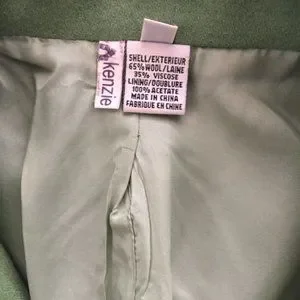 kenzie
SHELL/EXTERIEUR
65% WOOL/LAINE
35% VISCOSE
LINING/DOUBLURE
100% ACETATE
MADE IN CHINA
FABRIQUE EN CHINE